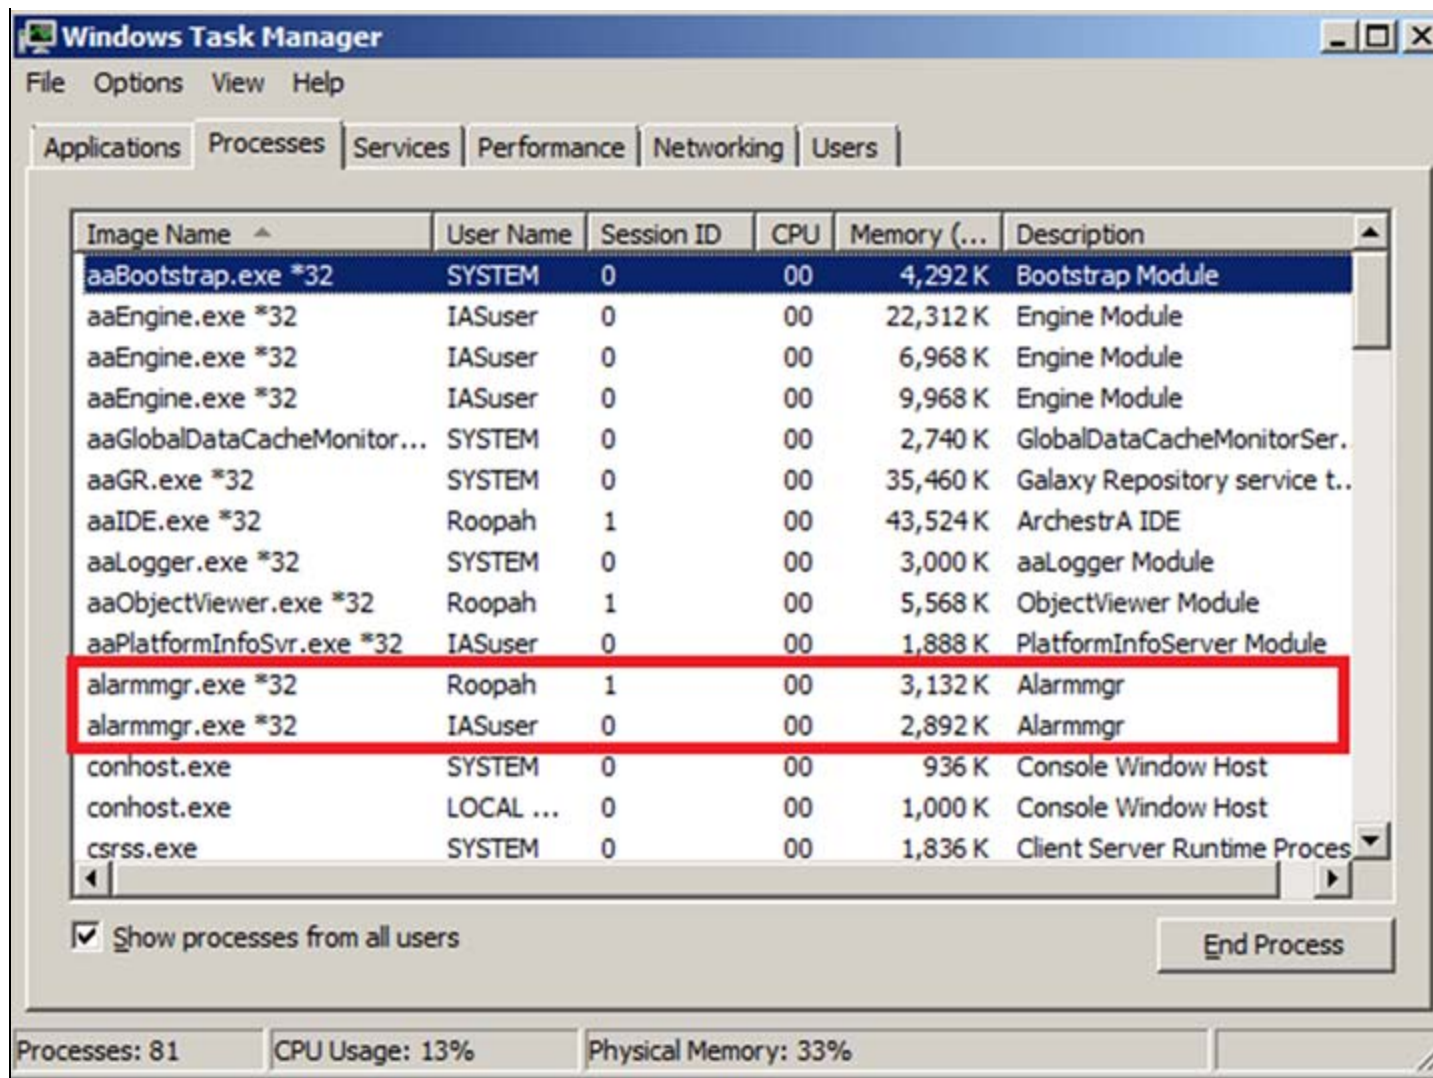 Windows Task Manager
File Options View Help
Applications Processes Services Performance Networking Users
Image Name User Name Session ID CPU Memory (... Description
aaBootstrap.exe *32 SYSTEM 0 00 4,292 K Bootstrap Module
aaEngine.exe *32 IASuser 0 00 22,312 K Engine Module
aaEngine.exe *32 IASuser 0 00 6,968 K Engine Module
aaEngine.exe *32 IASuser 0 00 9,968 K Engine Module
aaGlobalDataCacheMonitor... SYSTEM 0 00 2,740 K GlobalDataCacheMonitorSer.
aaGR.exe *32 SYSTEM 0 00 35,460 K Galaxy Repository service t..
aaIDE.exe *32 Roopah 1 00 43,524 K ArchestrA IDE
aaLogger.exe *32 SYSTEM 0 00 3,000 K aaLogger Module
aaObjectViewer.exe *32 Roopah 1 00 5,568 K ObjectViewer Module
aaPlatformInfoSvr.exe *32 IASuser 0 00 1,888 K PlatformInfoServer Module
alarmmgr.exe *32 Roopah 1 00 3,132 K Alarmmgr
alarmmgr.exe *32 IASuser 0 00 2,892 K Alarmmgr
conhost.exe SYSTEM 0 00 936 K Console Window Host
conhost.exe LOCAL ... 0 00 1,000 K Console Window Host
csrss.exe SYSTEM 0 00 1,836 K Client Server Runtime Proces
Show processes from all users
End Process
Processes: 81 CPU Usage: 13% Physical Memory: 33%